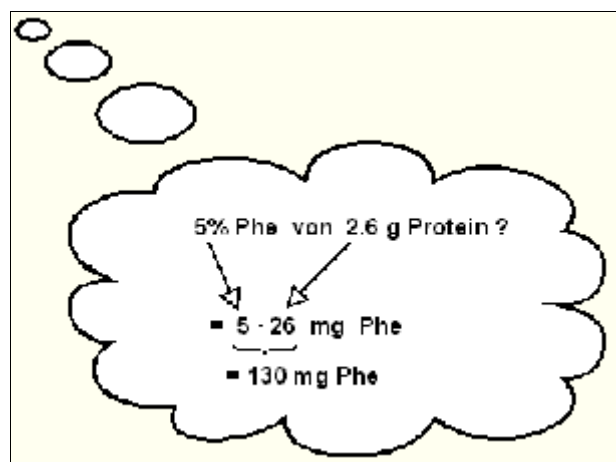 5% Phe von 2.6 g Protein ?
= 5 · 26 mg Phe
= 130 mg Phe